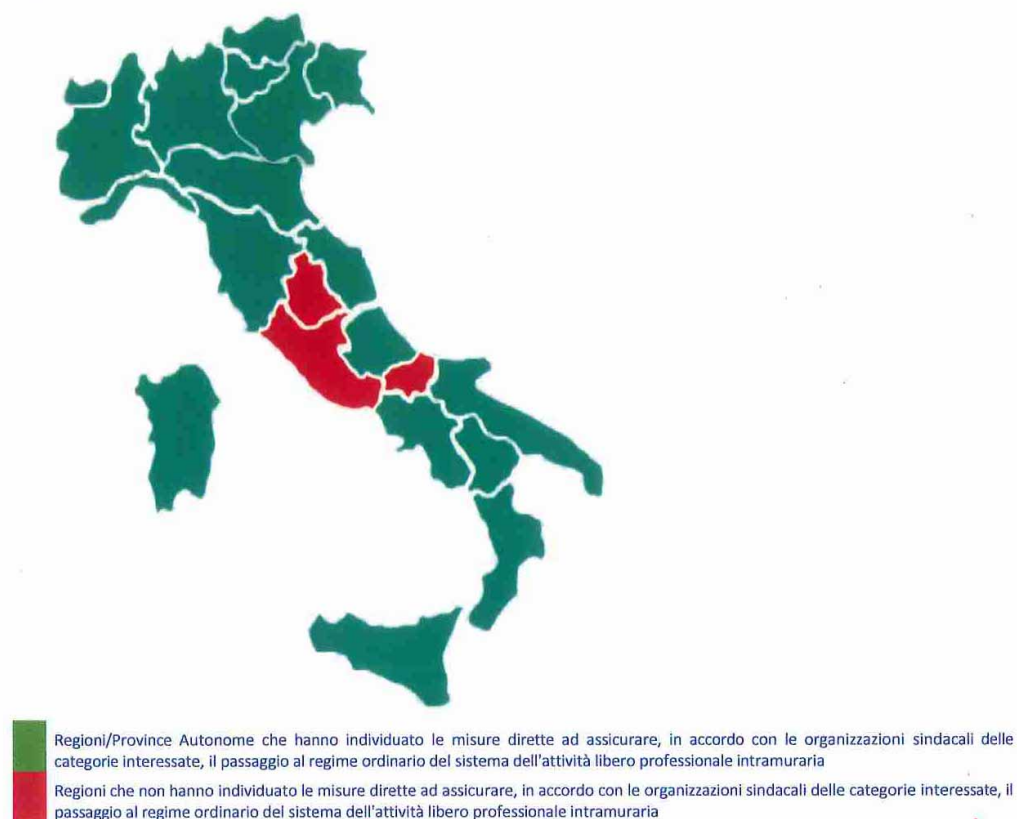 Regioni/Province Autonome che hanno individuato le misure dirette ad assicurare, in accordo con le organizzazioni sindacali delle
categorie interessate, il passaggio al regime ordinario del sistema dell'attività libero professionale intramuraria
Regioni che non hanno individuato le misure dirette ad assicurare, in accordo con le organizzazioni sindacali delle categorie interessate, il
passaggio al regime ordinario del sistema dell'attività libero professionale intramuraria